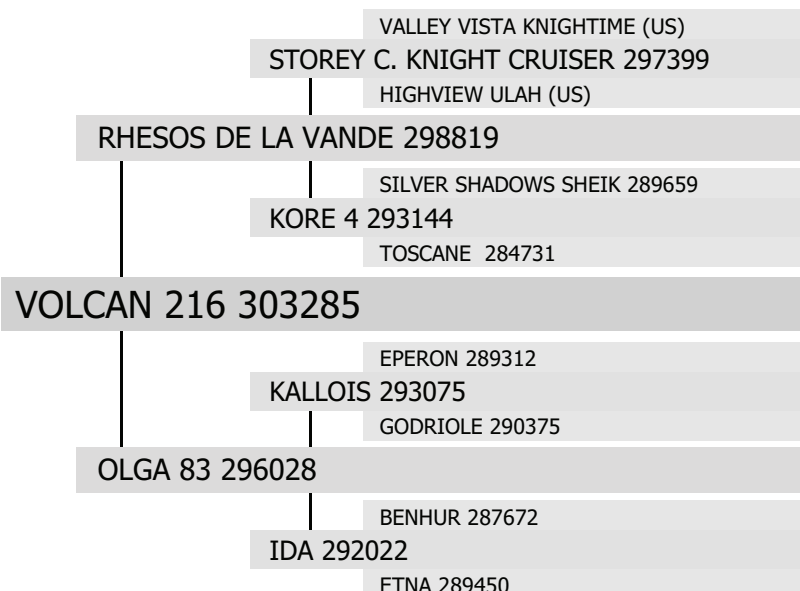 VALLEY VISTA KNIGHTIME (US)
STOREY C. KNIGHT CRUISER 297399
HIGHVIEW ULAH (US)
RHESOS DE LA VANDE 298819
SILVER SHADOWS SHEIK 289659
KORE 4 293144
TOSCANE 284731
VOLCAN 216 303285
EPERON 289312
KALLOIS 293075
GODRIOLE 290375
OLGA 83 296028
BENHUR 287672
IDA 292022
ETNA 289450